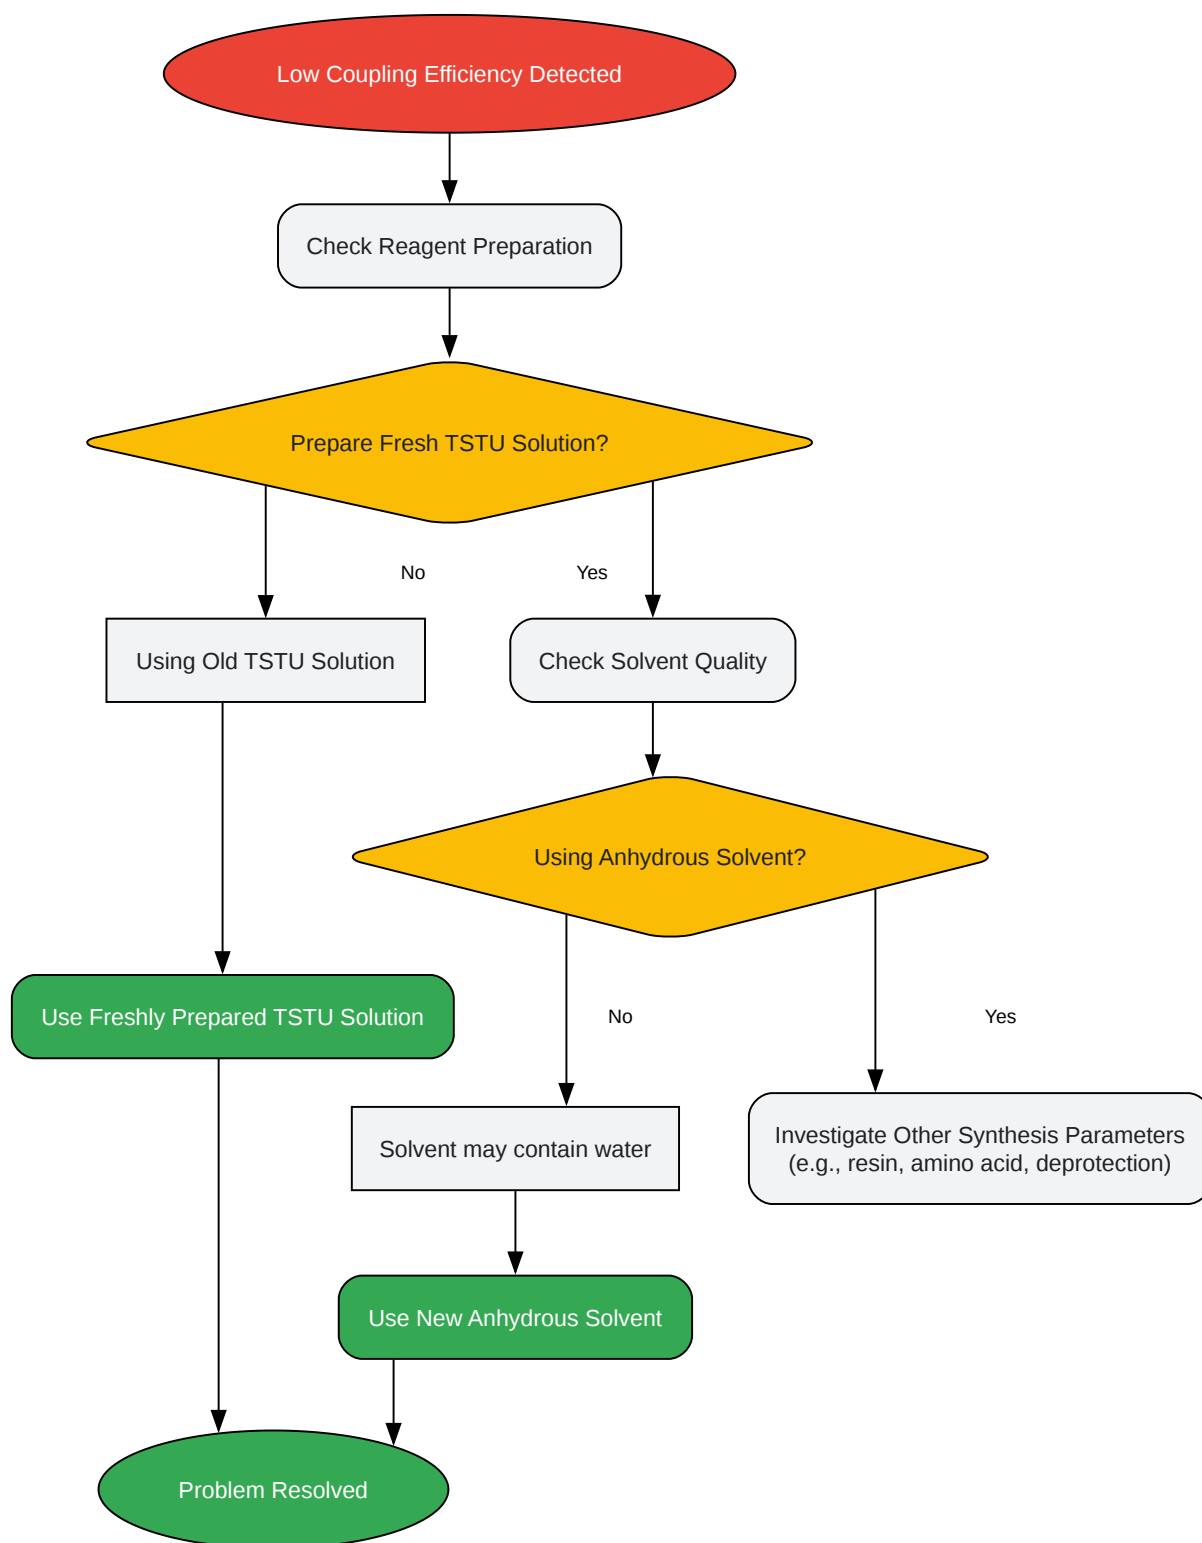 Low Coupling Efficiency Detected
Check Reagent Preparation
Prepare Fresh TSTU Solution?
No
Yes
Using Old TSTU Solution
Check Solvent Quality
Using Anhydrous Solvent?
Use Freshly Prepared TSTU Solution
No
Yes
Solvent may contain water
Investigate Other Synthesis Parameters
(e.g., resin, amino acid, deprotection)
Use New Anhydrous Solvent
Problem Resolved